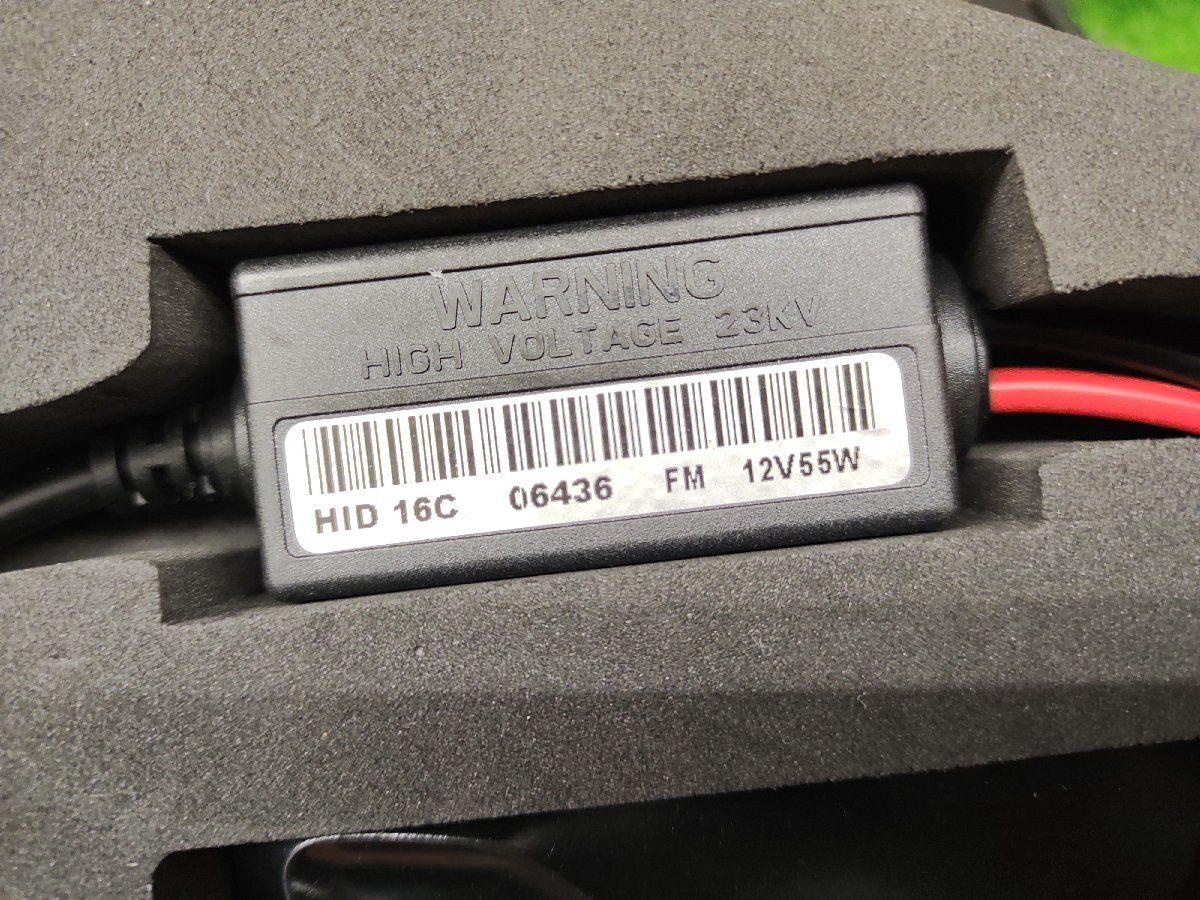 WARNING
HIGH VOLTAGE 23KV
HID 16C 06436 FM 12V55W